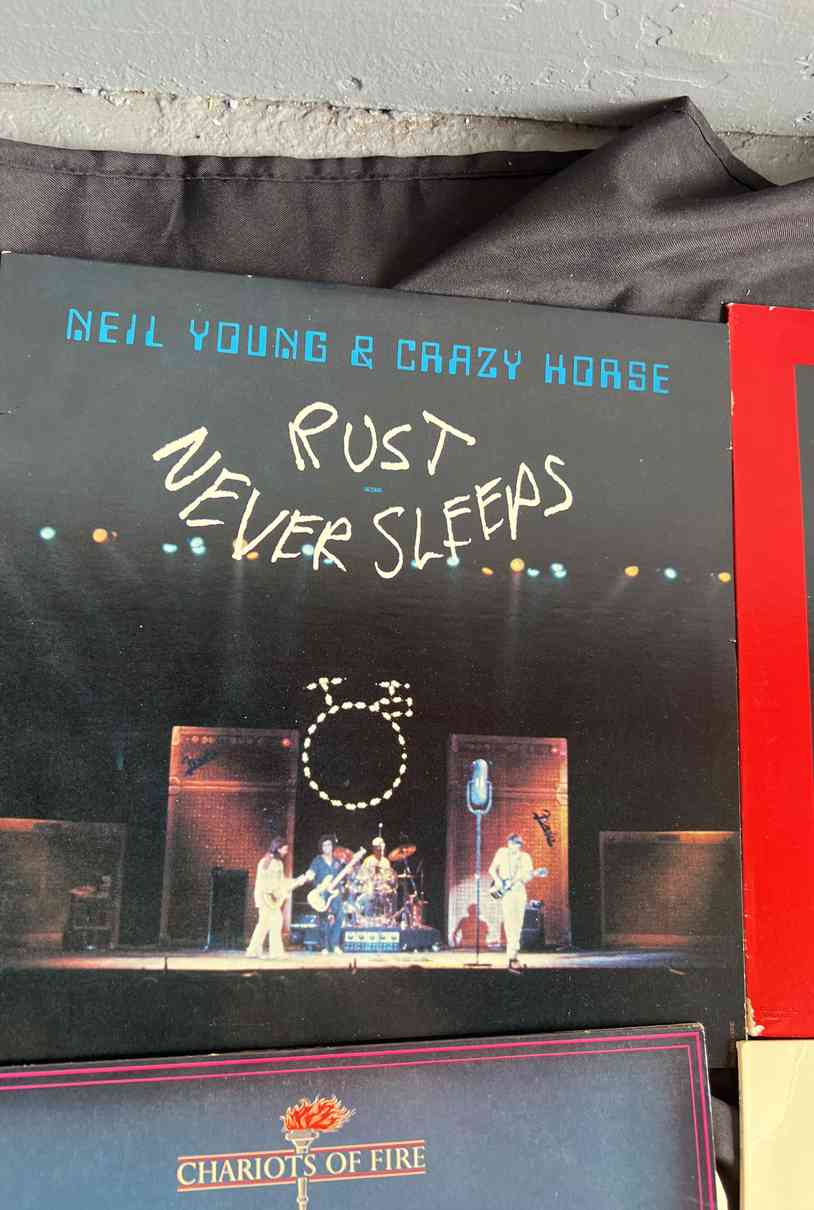 NEIL YOUNG & CRAZY HORSE
RUST
NEVER SLEEPS
CHARIOTS OF FIRE